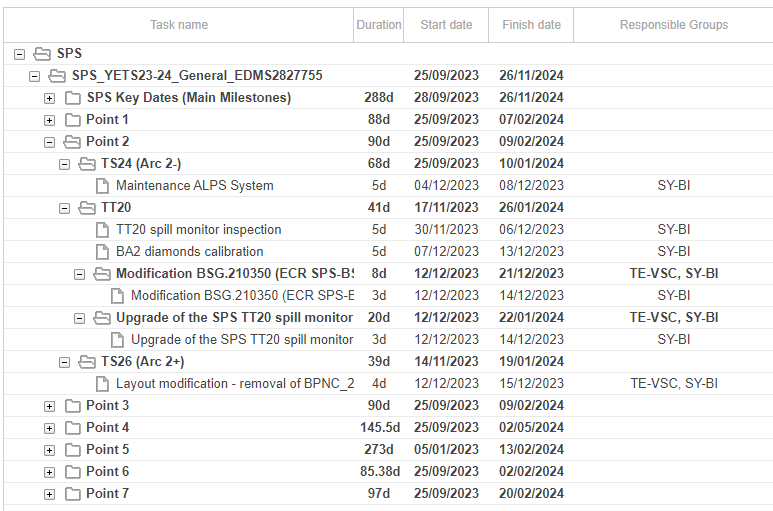 Task name Duration Start date Finish date Responsible Groups
SPS
SPS_YETS23-24_General_EDMS2827755 25/09/2023 26/11/2024
SPS Key Dates (Main Milestones) 288d 28/09/2023 26/11/2024
Point 1 88d 25/09/2023 07/02/2024
Point 2 90d 25/09/2023 09/02/2024
TS24 (Arc 2-) 68d 25/09/2023 10/01/2024
Maintenance ALPS System 5d 04/12/2023 08/12/2023 SY-BI
TT20 41d 17/11/2023 26/01/2024
TT20 spill monitor inspection 5d 30/11/2023 06/12/2023 SY-BI
BA2 diamonds calibration 5d 07/12/2023 13/12/2023 SY-BI
Modification BSG.210350 (ECR SPS-BS 8d 12/12/2023 21/12/2023 TE-VSC, SY-BI
Modification BSG.210350 (ECR SPS-E 3d 12/12/2023 14/12/2023 SY-BI
Upgrade of the SPS TT20 spill monitor 20d 12/12/2023 22/01/2024 TE-VSC, SY-BI
Upgrade of the SPS TT20 spill monitor 3d 12/12/2023 14/12/2023 SY-BI
TS26 (Arc 2+) 39d 14/11/2023 19/01/2024
Layout modification - removal of BPNC_2 4d 12/12/2023 15/12/2023 TE-VSC, SY-BI
Point 3 90d 25/09/2023 09/02/2024
Point 4 145.5d 25/09/2023 02/05/2024
Point 5 273d 05/01/2023 13/02/2024
Point 6 85.38d 25/09/2023 02/02/2024
Point 7 97d 25/09/2023 20/02/2024